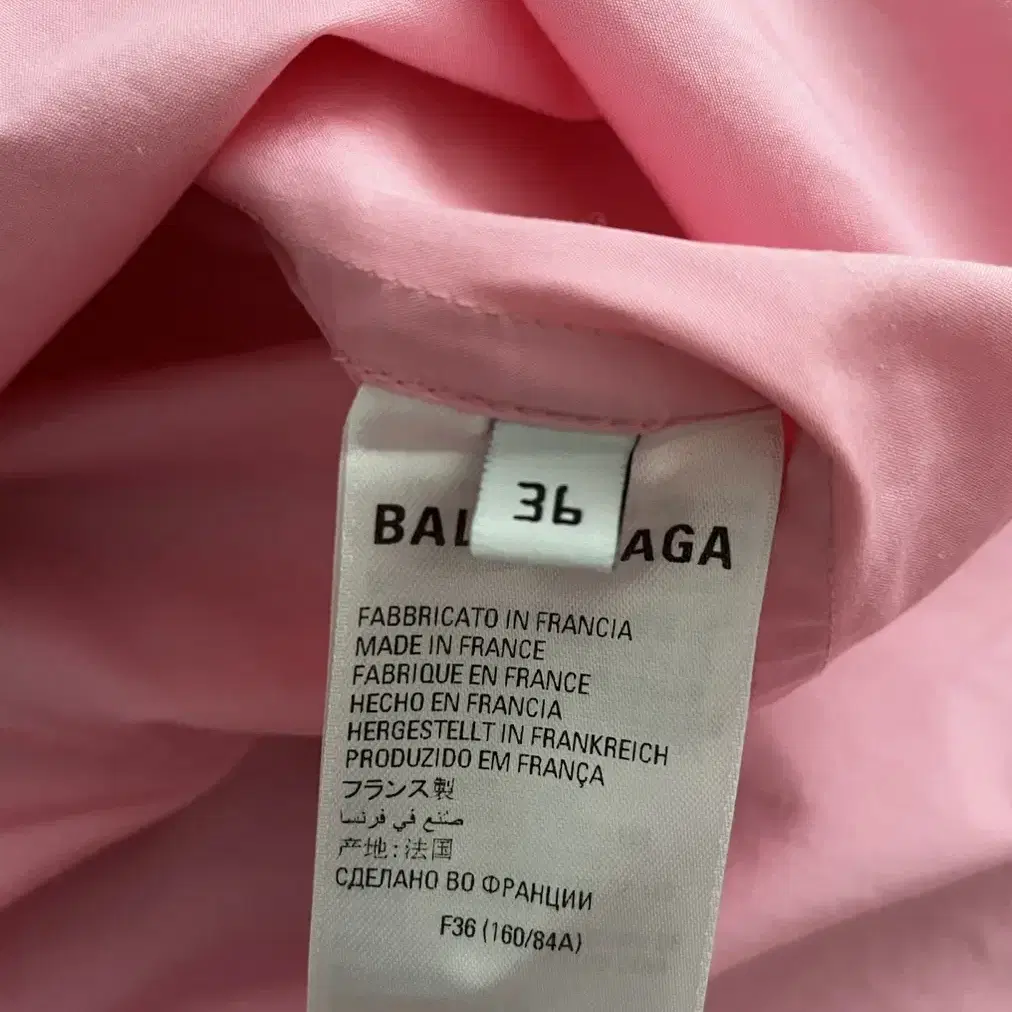 36
BAL AGA
FABBRICATO IN FRANCIA
MADE IN FRANCE
FABRIQUE EN FRANCE
HECHO EN FRANCIA
HERGESTELLT IN FRANKREICH
PRODUZIDO EM FRANÇA
フランス製
صنع في فرنسا
产地:法国
СДЕЛАНО ВО ФРАНЦИИ
F36 (160/84A)